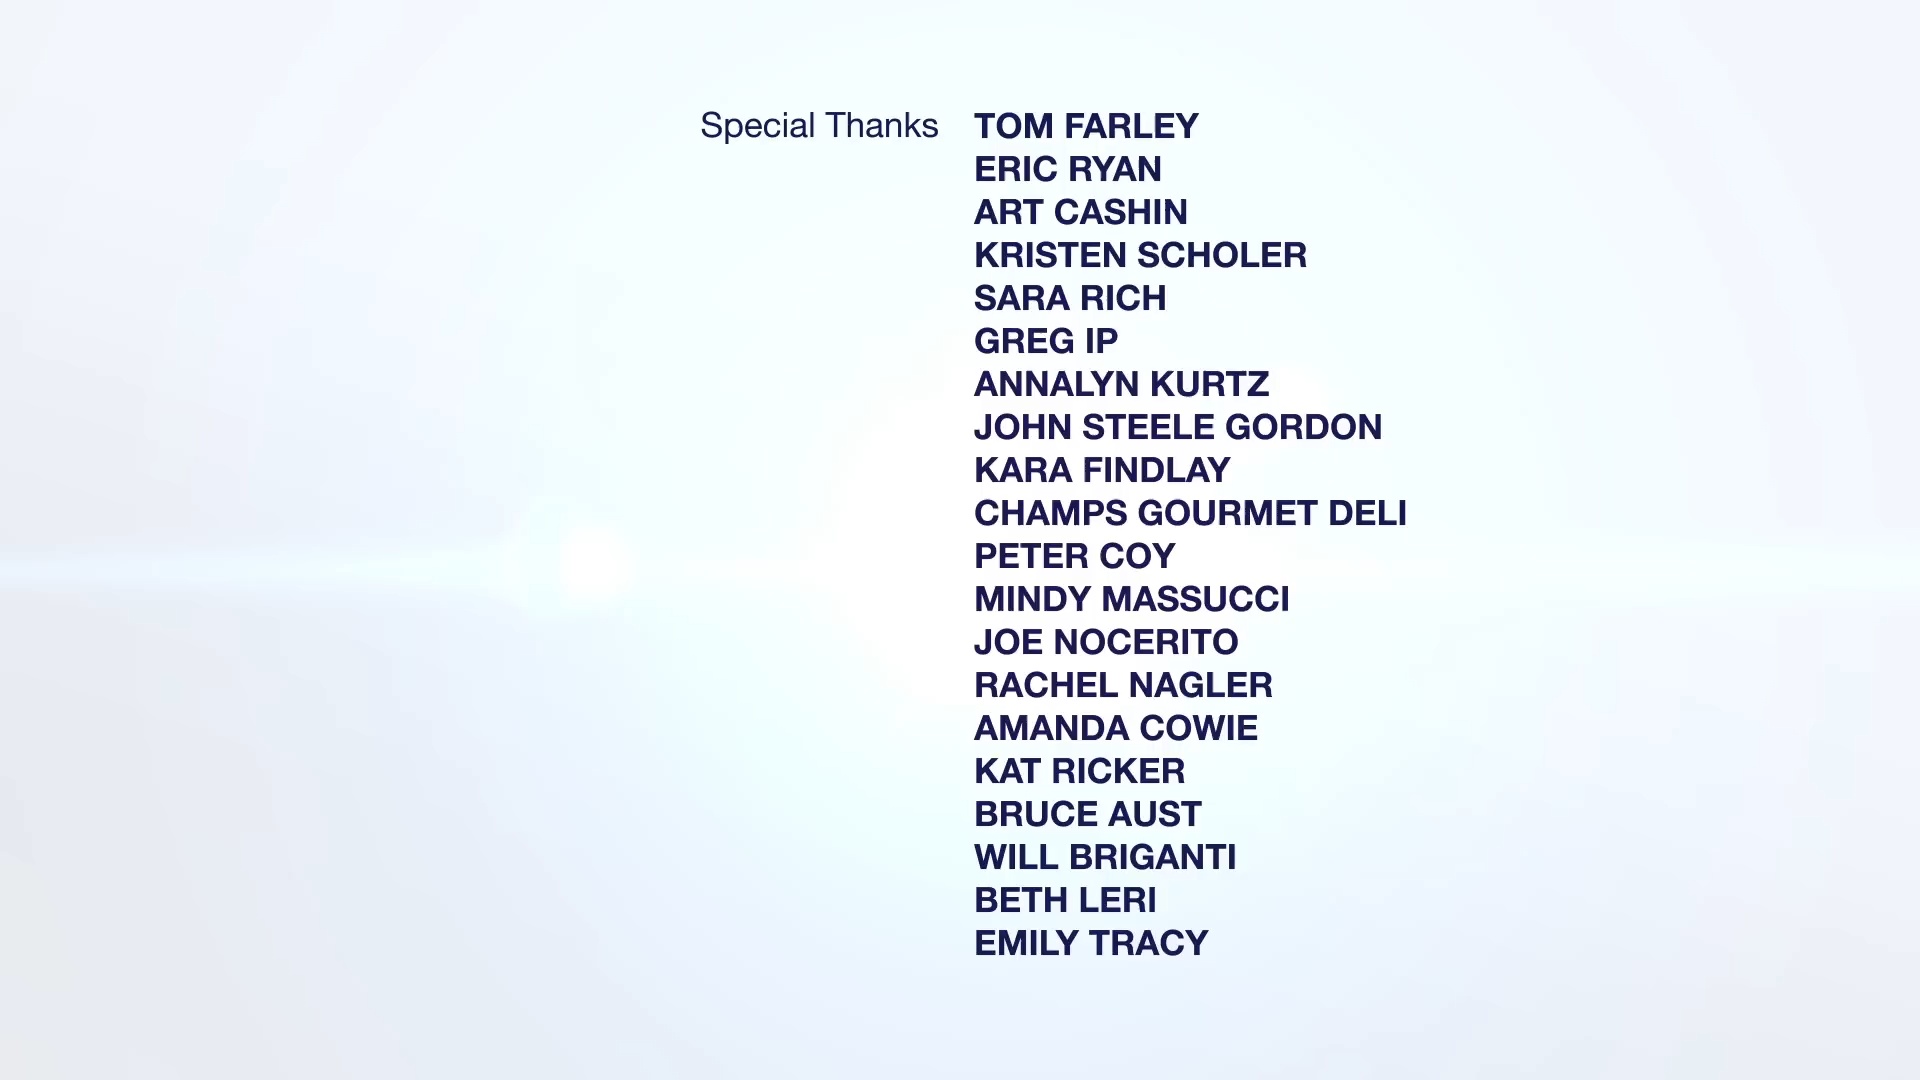 Special Thanks TOM FARLEY
ERIC RYAN
ART CASHIN
KRISTEN SCHOLER
SARA RICH
GREG IP
ANNALYN KURTZ
JOHN STEELE GORDON
KARA FINDLAY
CHAMPS GOURMET DELI
PETER COY
MINDY MASSUCCI
JOE NOCERITO
RACHEL NAGLER
AMANDA COWIE
KAT RICKER
BRUCE AUST
WILL BRIGANTI
BETH LERI
EMILY TRACY